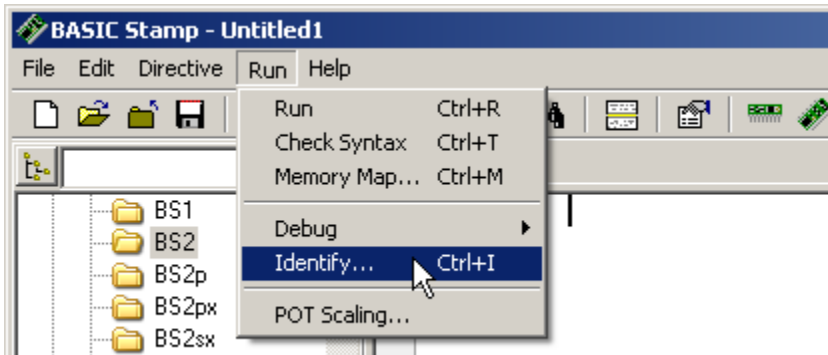 BASIC Stamp - Untitled1
File Edit Directive Run Help
Run Ctrl+R
Check Syntax Ctrl+T
Memory Map... Ctrl+M
Debug
Identify... Ctrl+I
POT Scaling...
BS1
BS2
BS2p
BS2px
BS2sx